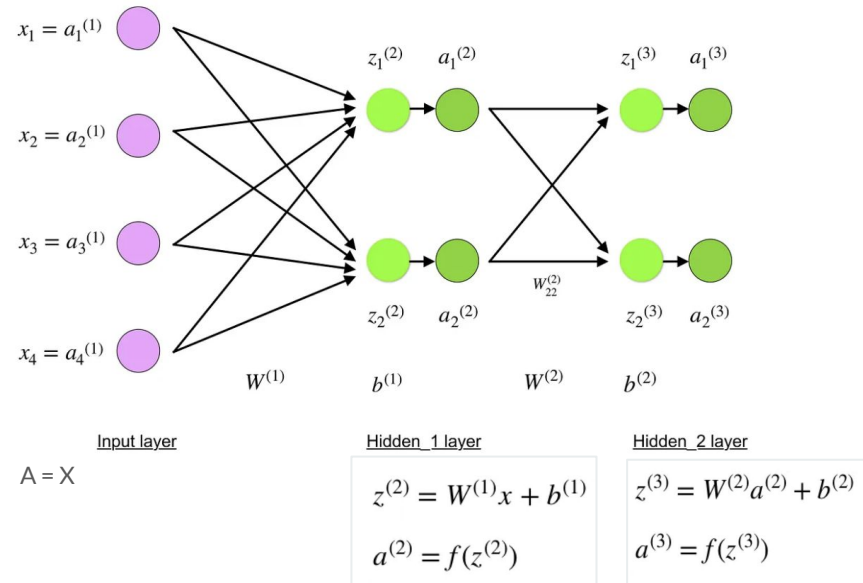 x₁ = a₁⁽¹⁾
z₁⁽²⁾ a₁⁽²⁾ z₁⁽³⁾ a₁⁽³⁾
x₂ = a₂⁽¹⁾
x₃ = a₃⁽¹⁾
W₂₂⁽²⁾
z₂⁽²⁾ a₂⁽²⁾ z₂⁽³⁾ a₂⁽³⁾
x₄ = a₄⁽¹⁾
W⁽¹⁾ b⁽¹⁾ W⁽²⁾ b⁽²⁾
Input layer Hidden_1 layer Hidden_2 layer
A = X
z⁽²⁾ = W⁽¹⁾x + b⁽¹⁾
a⁽²⁾ = f(z⁽²⁾)
z⁽³⁾ = W⁽²⁾a⁽²⁾ + b⁽²⁾
a⁽³⁾ = f(z⁽³⁾)